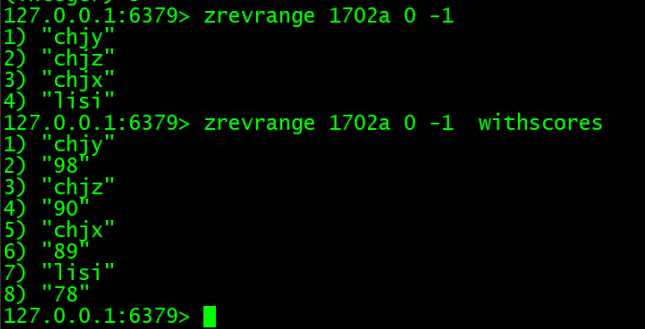 127.0.0.1:6379> zrevrange 1702a 0 -1
1) "chjy"
2) "chjz"
3) "chjx"
4) "lisi"
127.0.0.1:6379> zrevrange 1702a 0 -1  withscores
1) "chjy"
2) "98"
3) "chjz"
4) "90"
5) "chjx"
6) "89"
7) "lisi"
8) "78"
127.0.0.1:6379>